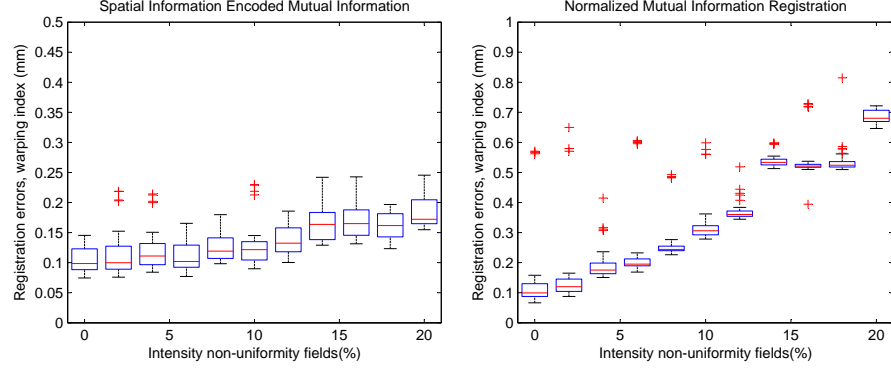 Spatial Information Encoded Mutual Information
0.5
0.45
0.4
0.35
0.3
0.25
0.2
0.15
0.1
0.05
0
Registration errors, warping index (mm)
0 5 10 15 20
Intensity non-uniformity fields(%)
Normalized Mutual Information Registration
1
0.9
0.8
0.7
0.6
0.5
0.4
0.3
0.2
0.1
0
Registration errors, warping index (mm)
0 5 10 15 20
Intensity non-uniformity fields(%)